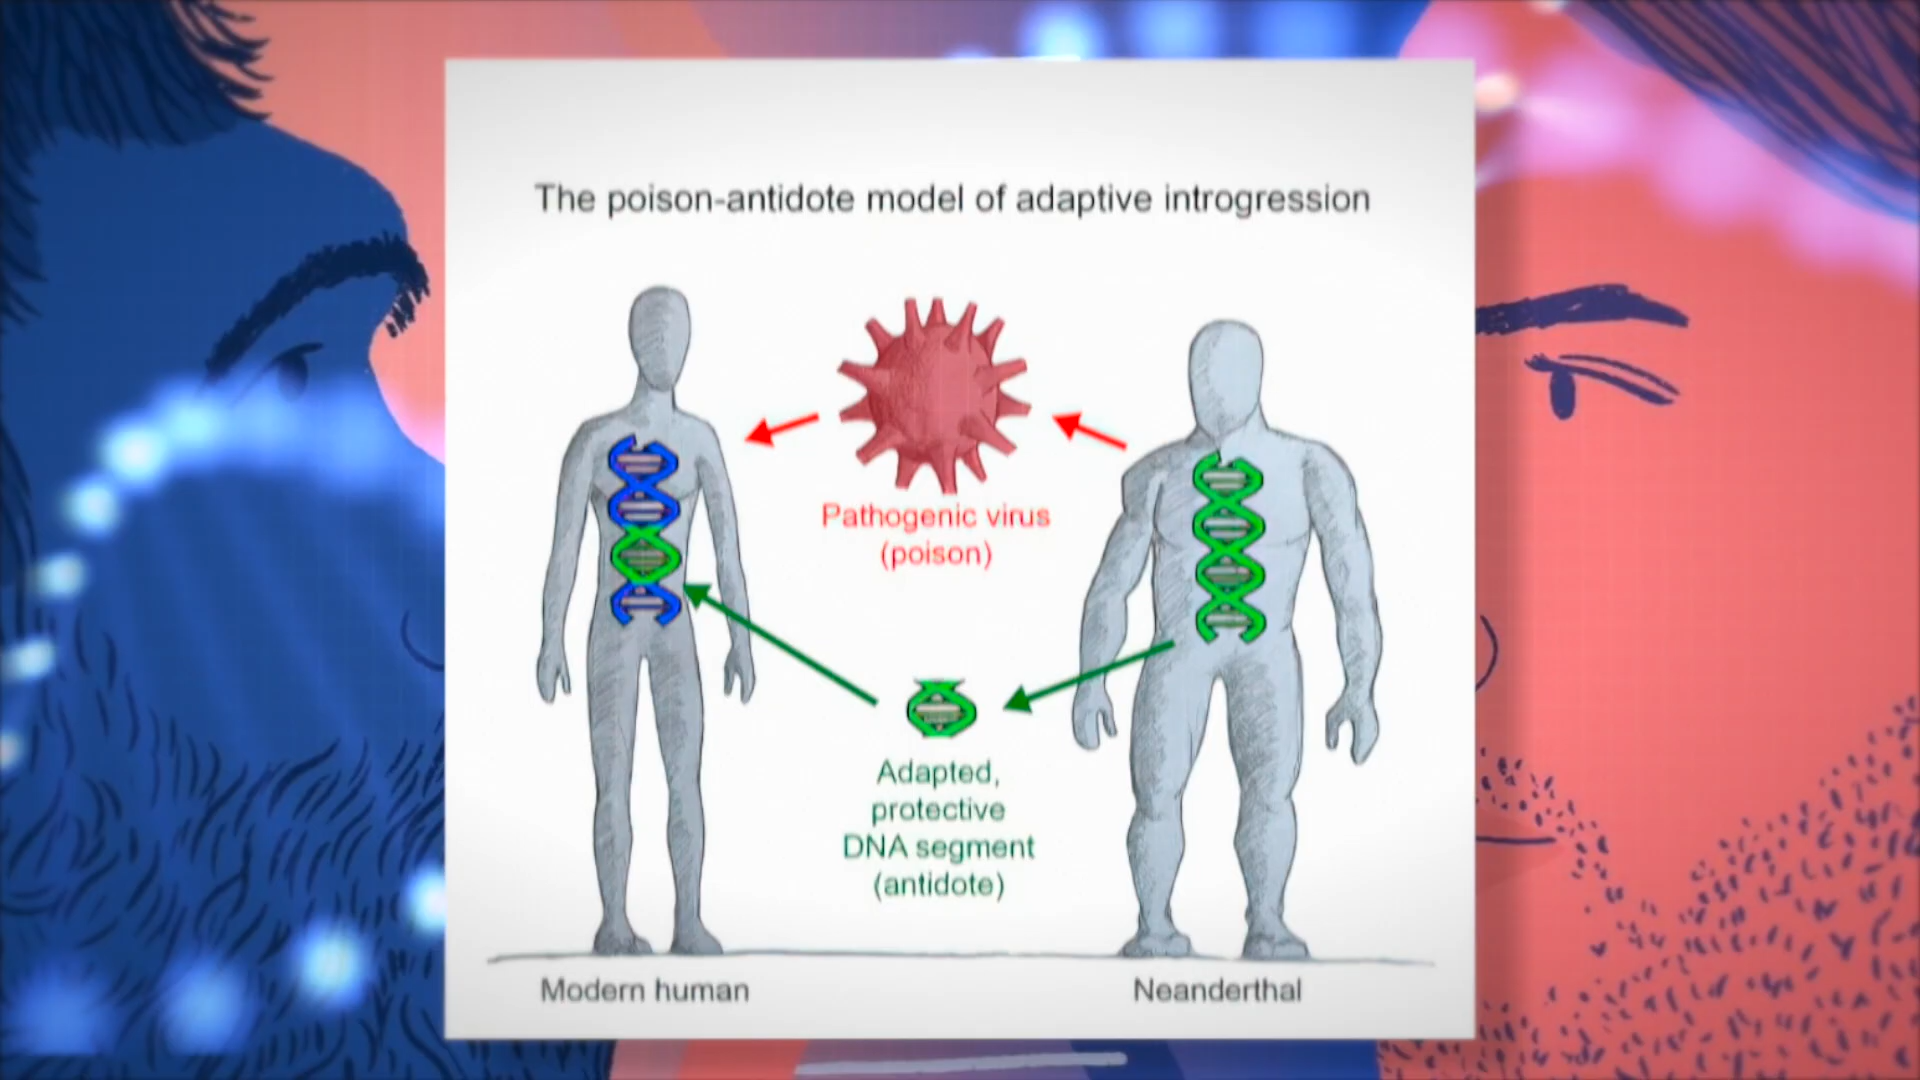 The poison-antidote model of adaptive introgression
Pathogenic virus
(poison)
Adapted,
protective
DNA segment
(antidote)
Modern human
Neanderthal